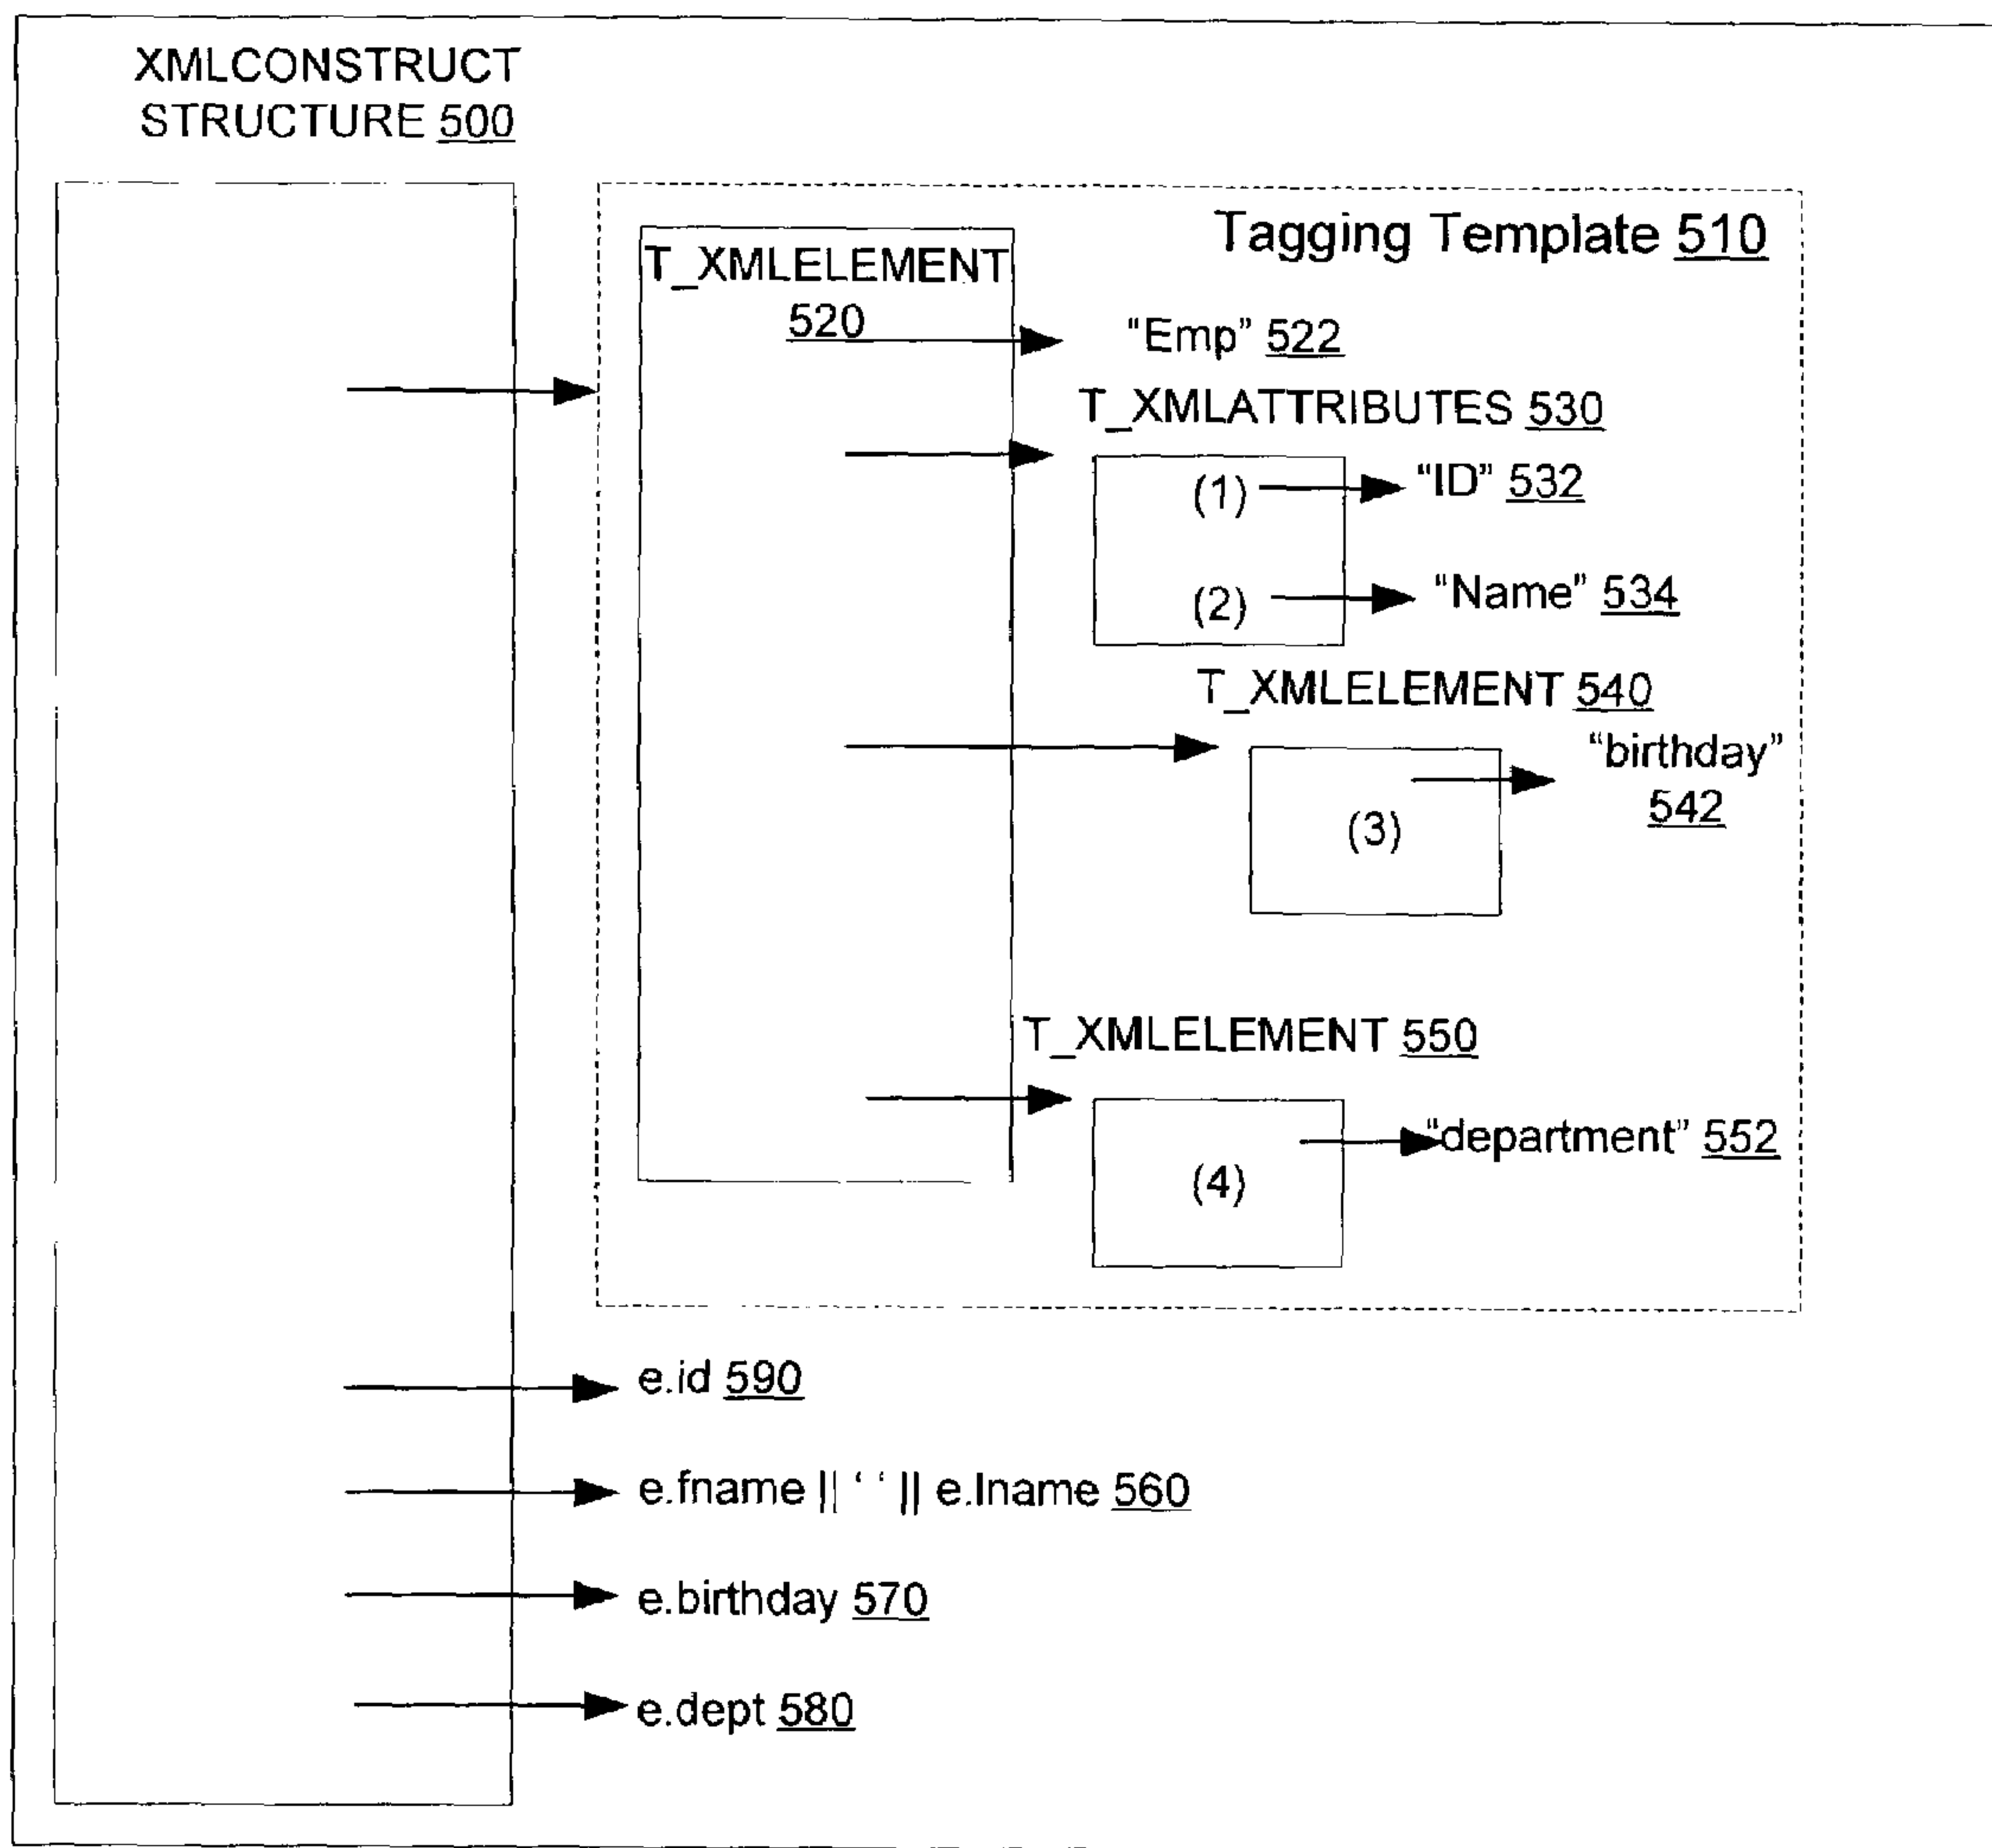 XMLCONSTRUCT
STRUCTURE 500
Tagging Template 510
T_XMLELEMENT
520
“Emp” 522
T_XMLATTRIBUTES 530
(1)
“ID” 532
(2)
“Name” 534
T_XMLELEMENT 540
“birthday”
542
(3)
T_XMLELEMENT 550
“department” 552
(4)
e.id 590
e.fname || ‘ ‘ || e.lname 560
e.birthday 570
e.dept 580